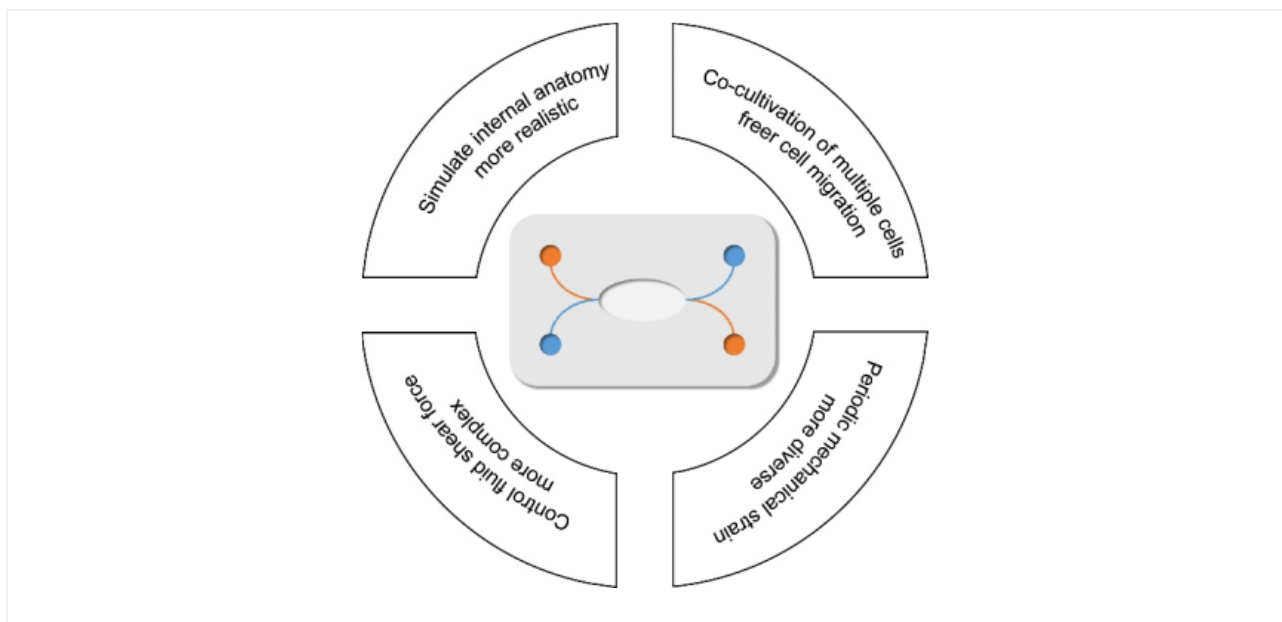 Simulate internal anatomy
more realistic
Co-cultivation of multiple cells
freer cell migration
Control fluid shear force
more complex
Periodic mechanical strain
more diverse